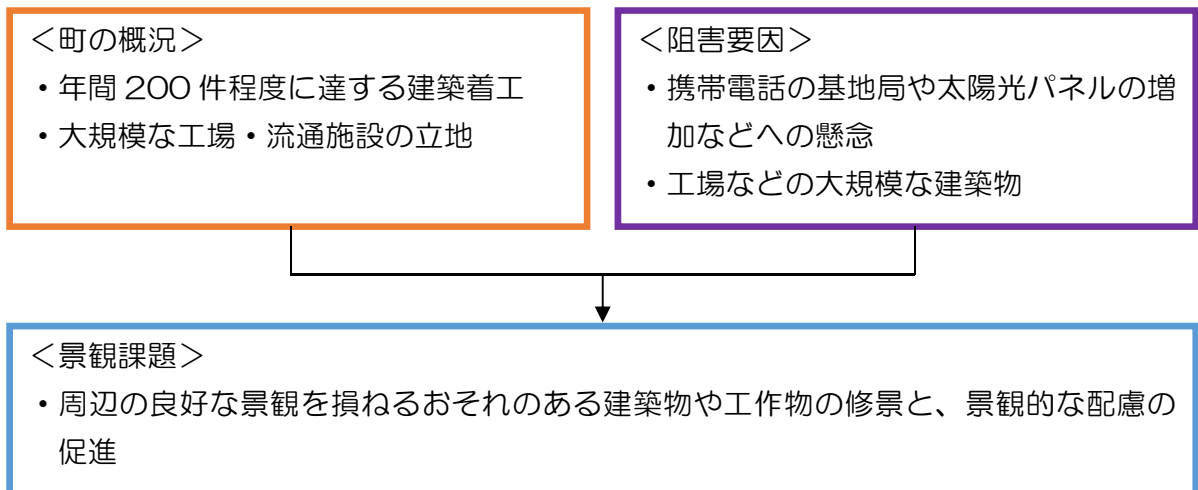 ＜町の概況＞
・年間 200 件程度に達する建築着工
・大規模な工場・流通施設の立地
＜阻害要因＞
・携帯電話の基地局や太陽光パネルの増
加などへの懸念
・工場などの大規模な建築物
＜景観課題＞
・周辺の良好な景観を損ねるおそれのある建築物や工作物の修景と、景観的な配慮の
促進